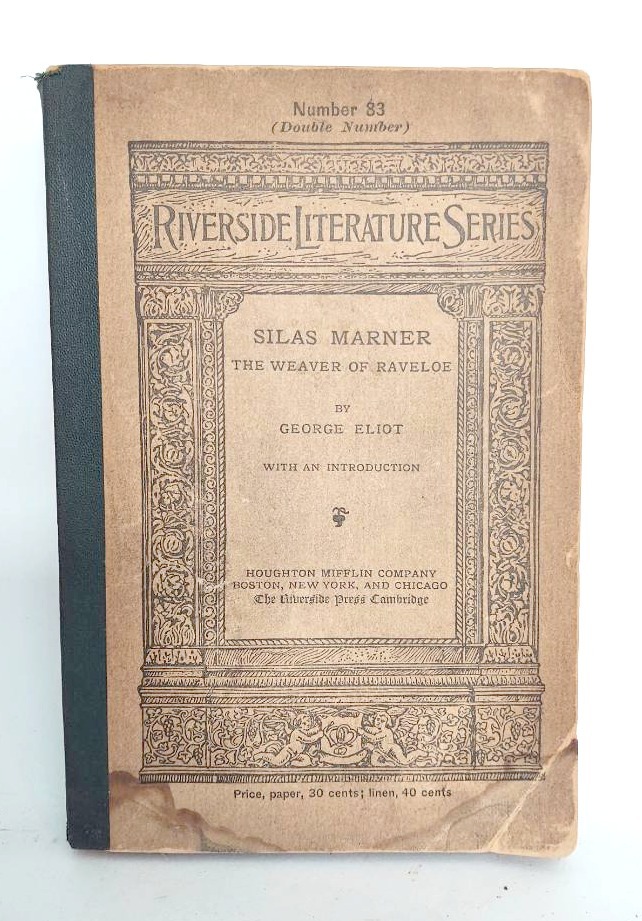 Number 83
(Double Number)
RIVERSIDE LITERATURE SERIES
SILAS MARNER
THE WEAVER OF RAVELOE
BY
GEORGE ELIOT
WITH AN INTRODUCTION
HOUGHTON MIFFLIN COMPANY
BOSTON, NEW YORK, AND CHICAGO
The Riverside Press Cambridge
Price, paper, 30 cents; linen, 40 cents